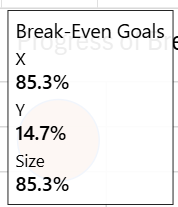 Break-Even Goals
X
85.3%
Y
14.7%
Size
85.3%